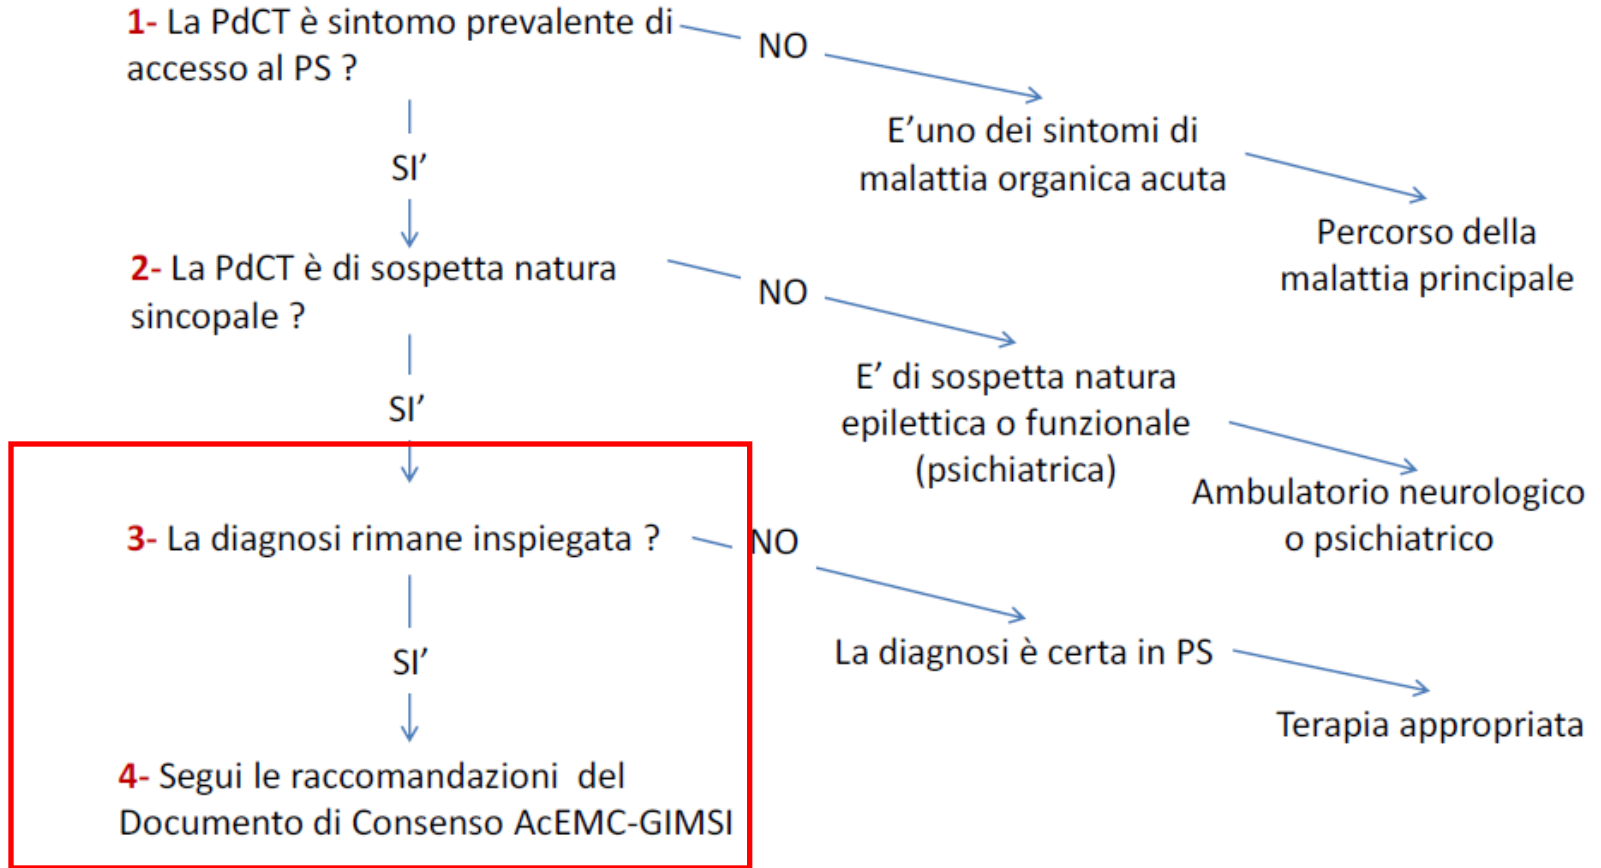 1- La PdCT è sintomo prevalente di
accesso al PS ?
NO
E'uno dei sintomi di
malattia organica acuta
Percorso della
malattia principale
SI'
2- La PdCT è di sospetta natura
sincopale ?
NO
E' di sospetta natura
epilettica o funzionale
(psichiatrica)
Ambulatorio neurologico
o psichiatrico
SI'
3- La diagnosi rimane inspiegata ?
NO
La diagnosi è certa in PS
Terapia appropriata
SI'
4- Segui le raccomandazioni del
Documento di Consenso AcEMC-GIMSI